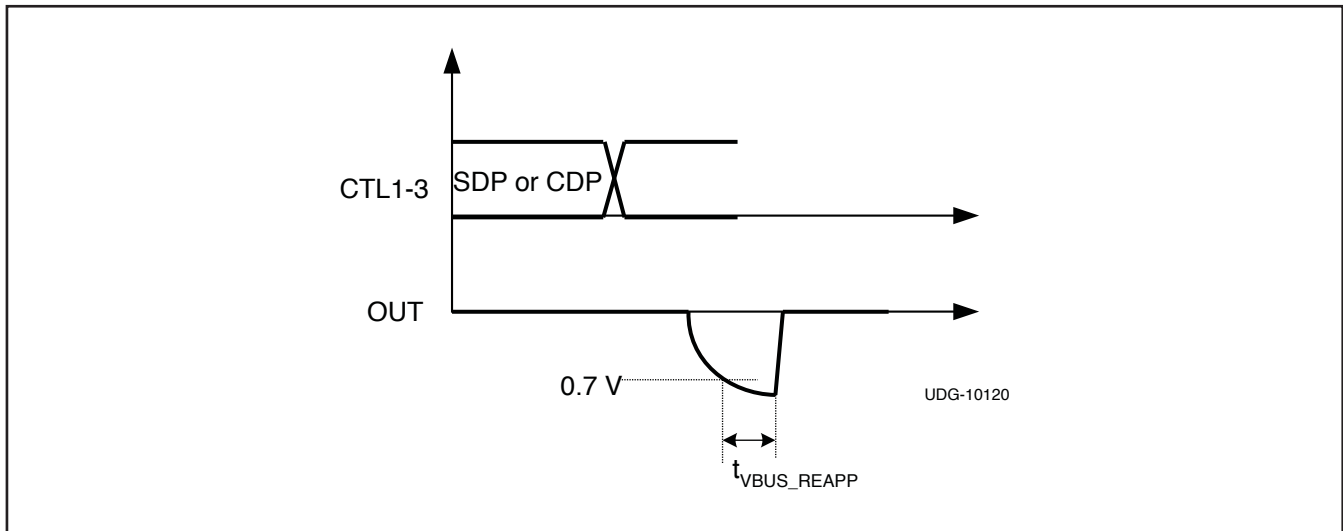 CTL1-3
SDP or CDP
OUT
0.7 V
UDG-10120
tVBUS_REAPP